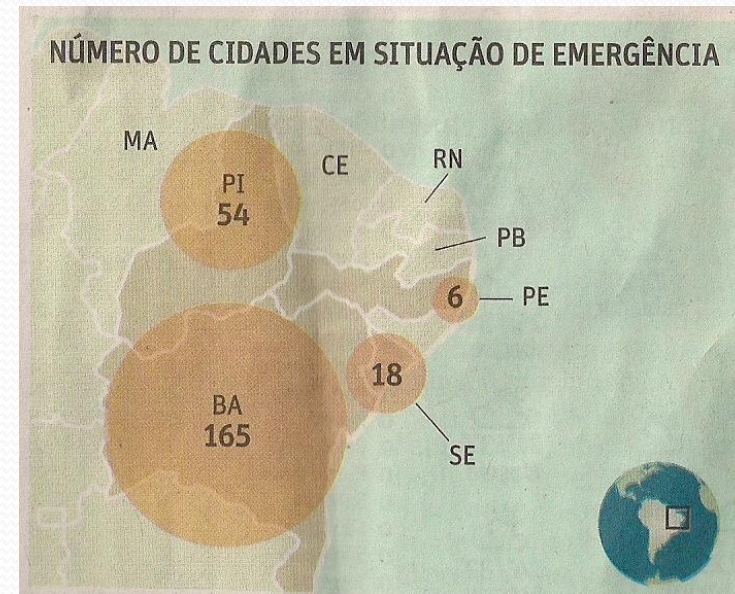 NÚMERO DE CIDADES EM SITUAÇÃO DE EMERGÊNCIA
MA
PI
54
CE
RN
PB
6
PE
18
SE
BA
165